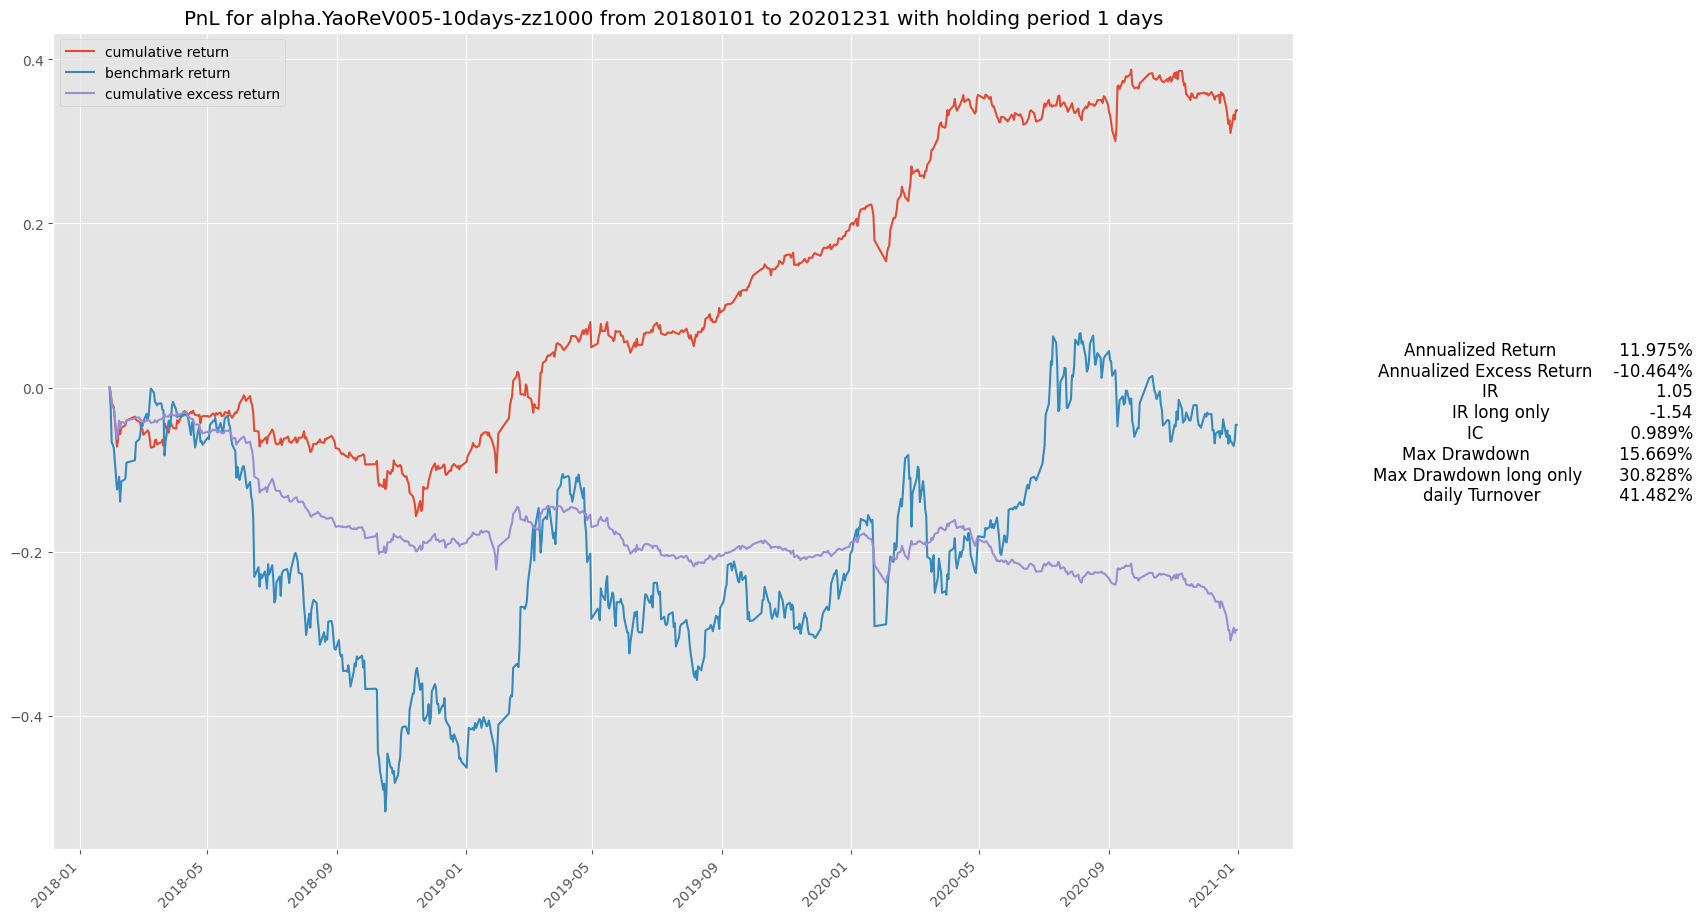 PnL for alpha.YaoReV005-10days-zz1000 from 20180101 to 20201231 with holding period 1 days
cumulative return
benchmark return
cumulative excess return
0.4
0.2
0.0
−0.2
−0.4
2018-01
2018-05
2018-09
2019-01
2019-05
2019-09
2020-01
2020-05
2020-09
2021-01
Annualized Return 11.975%
Annualized Excess Return -10.464%
IR 1.05
IR long only -1.54
IC 0.989%
Max Drawdown 15.669%
Max Drawdown long only 30.828%
daily Turnover 41.482%